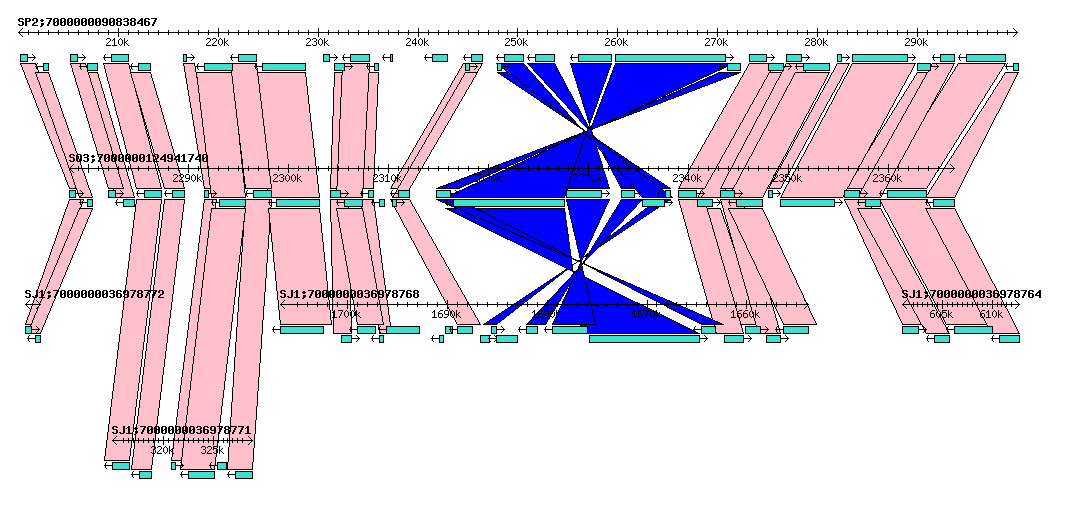 SP2;7000000090838467
210k 220k 230k 240k 250k 260k 270k 280k 290k
SO3;7000000124941740
2290k 2300k 2310k 2340k 2350k 2360k
SJ1;7000000036978772 SJ1;7000000036978768 SJ1;7000000036978764
1700k 1690k 1680k 1670k 1660k 605k 610k
SJ1;7000000036978771
320k 325k